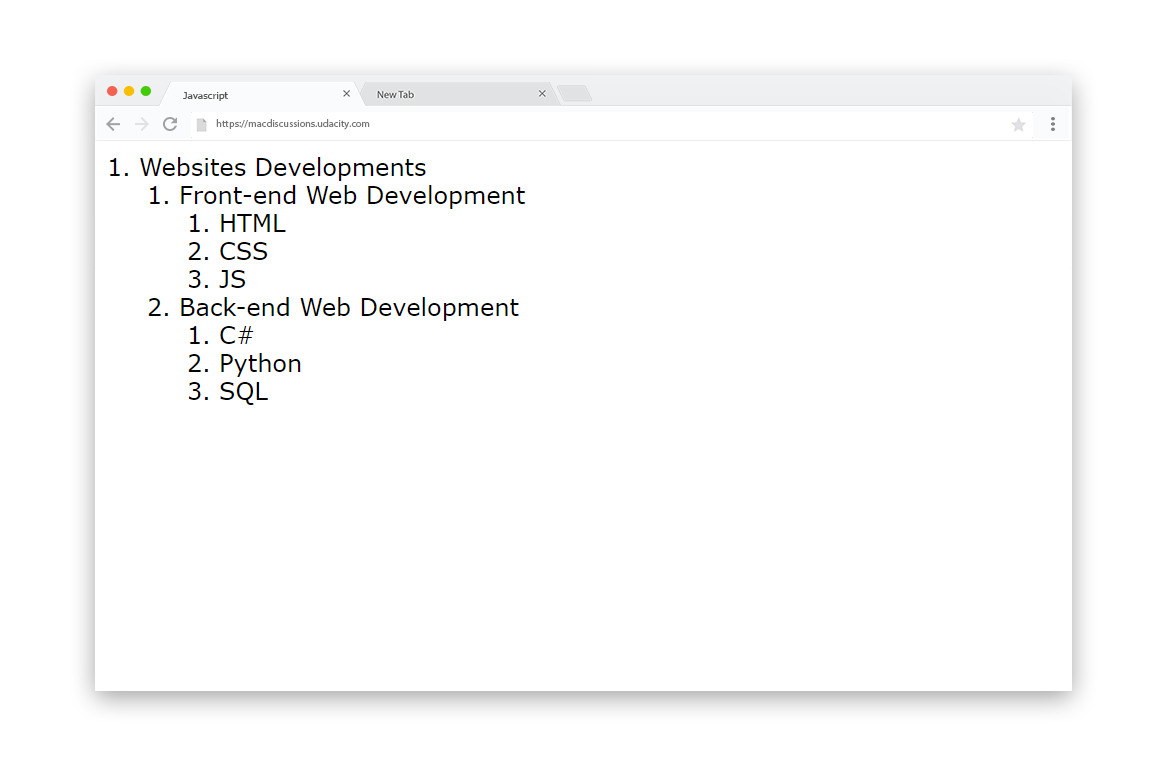 Javascript
New Tab
https://macdiscussions.udacity.com
1. Websites Developments
1. Front-end Web Development
1. HTML
2. CSS
3. JS
2. Back-end Web Development
1. C#
2. Python
3. SQL